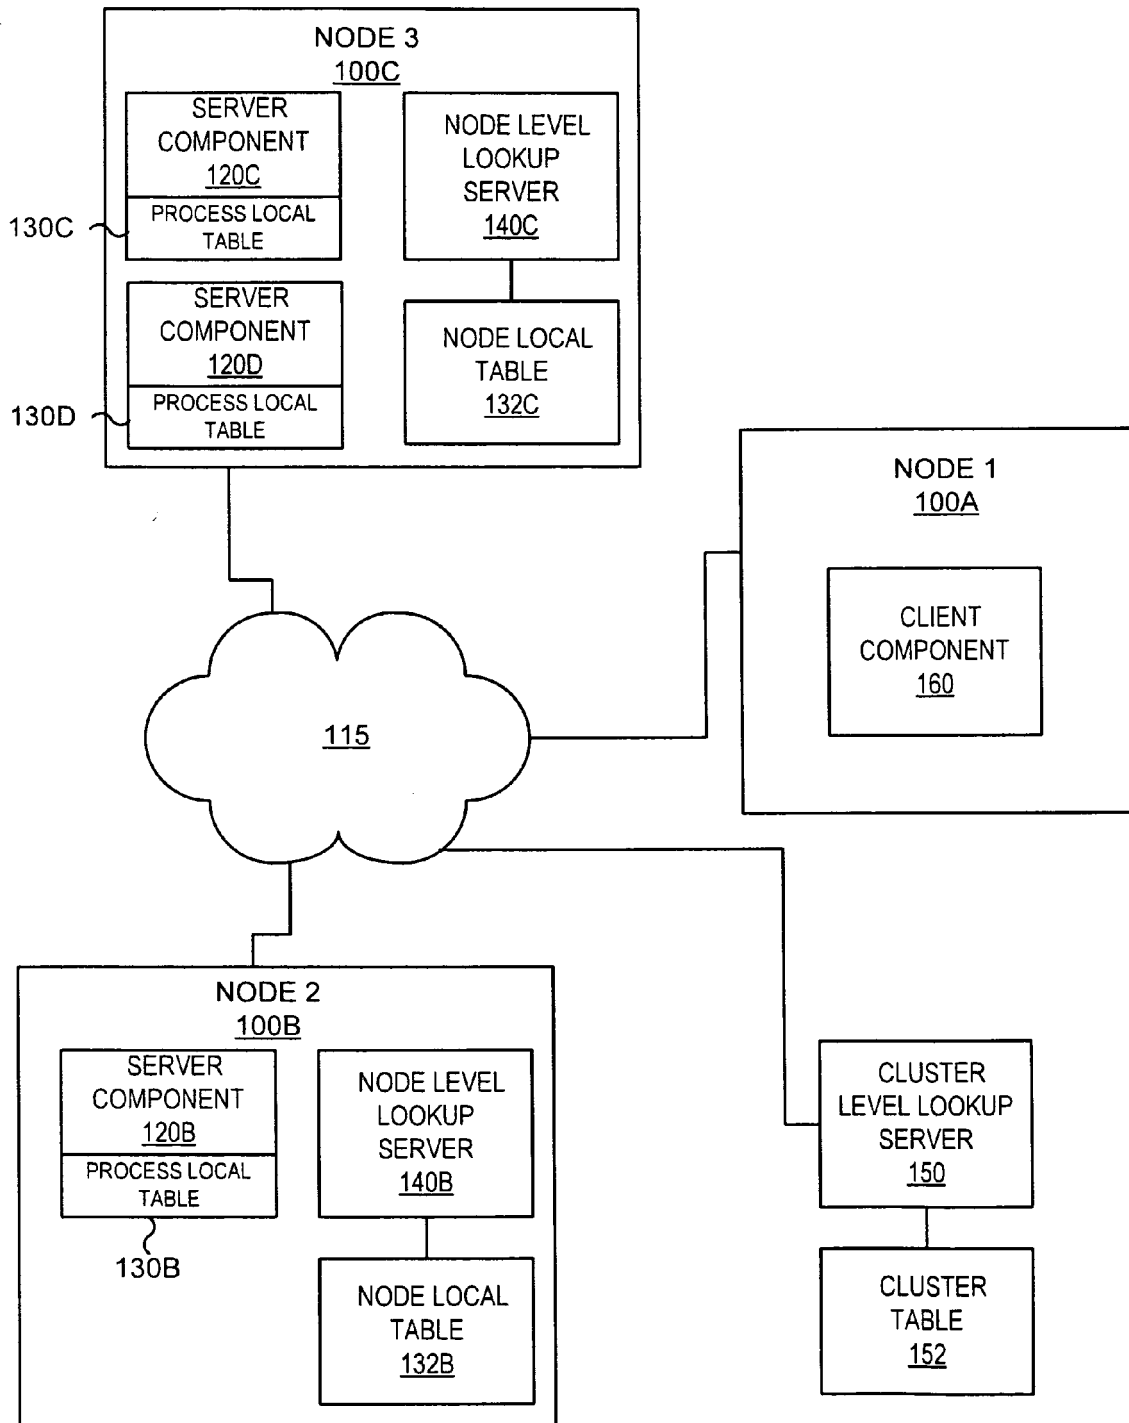 NODE 3
100C
SERVER
COMPONENT
120C
PROCESS LOCAL
TABLE
130C
NODE LEVEL
LOOKUP
SERVER
140C
SERVER
COMPONENT
120D
PROCESS LOCAL
TABLE
130D
NODE LOCAL
TABLE
132C
NODE 1
100A
CLIENT
COMPONENT
160
115
NODE 2
100B
SERVER
COMPONENT
120B
PROCESS LOCAL
TABLE
130B
NODE LEVEL
LOOKUP
SERVER
140B
NODE LOCAL
TABLE
132B
CLUSTER
LEVEL LOOKUP
SERVER
150
CLUSTER
TABLE
152